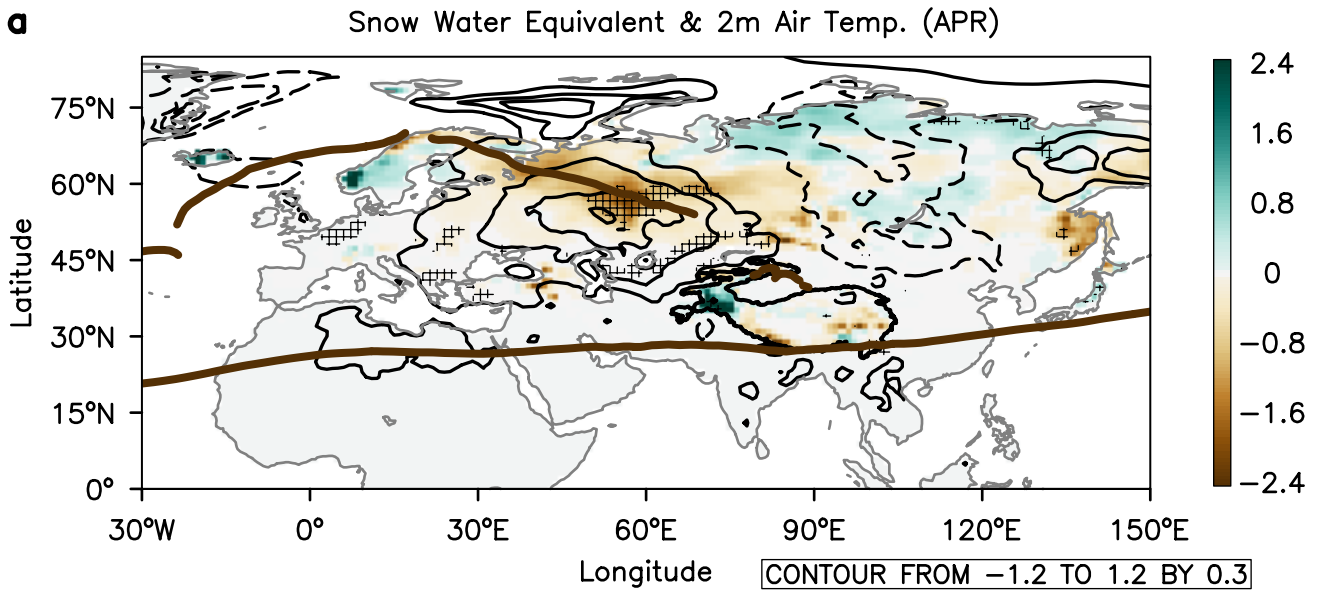 a
Snow Water Equivalent & 2m Air Temp. (APR)
75°N
60°N
45°N
30°N
15°N
0°
Latitude
30°W 0° 30°E 60°E 90°E 120°E 150°E
Longitude
CONTOUR FROM −1.2 TO 1.2 BY 0.3
2.4
1.6
0.8
0
−0.8
−1.6
−2.4